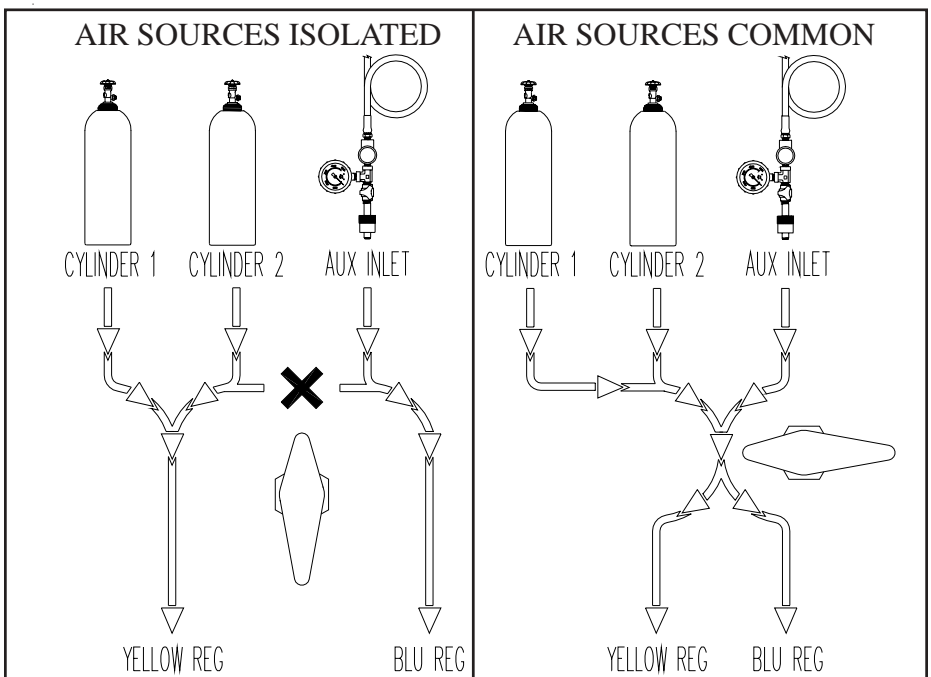 AIR SOURCES ISOLATED
CYLINDER 1
CYLINDER 2
AUX INLET
YELLOW REG
BLU REG
AIR SOURCES COMMON
CYLINDER 1
CYLINDER 2
AUX INLET
YELLOW REG
BLU REG